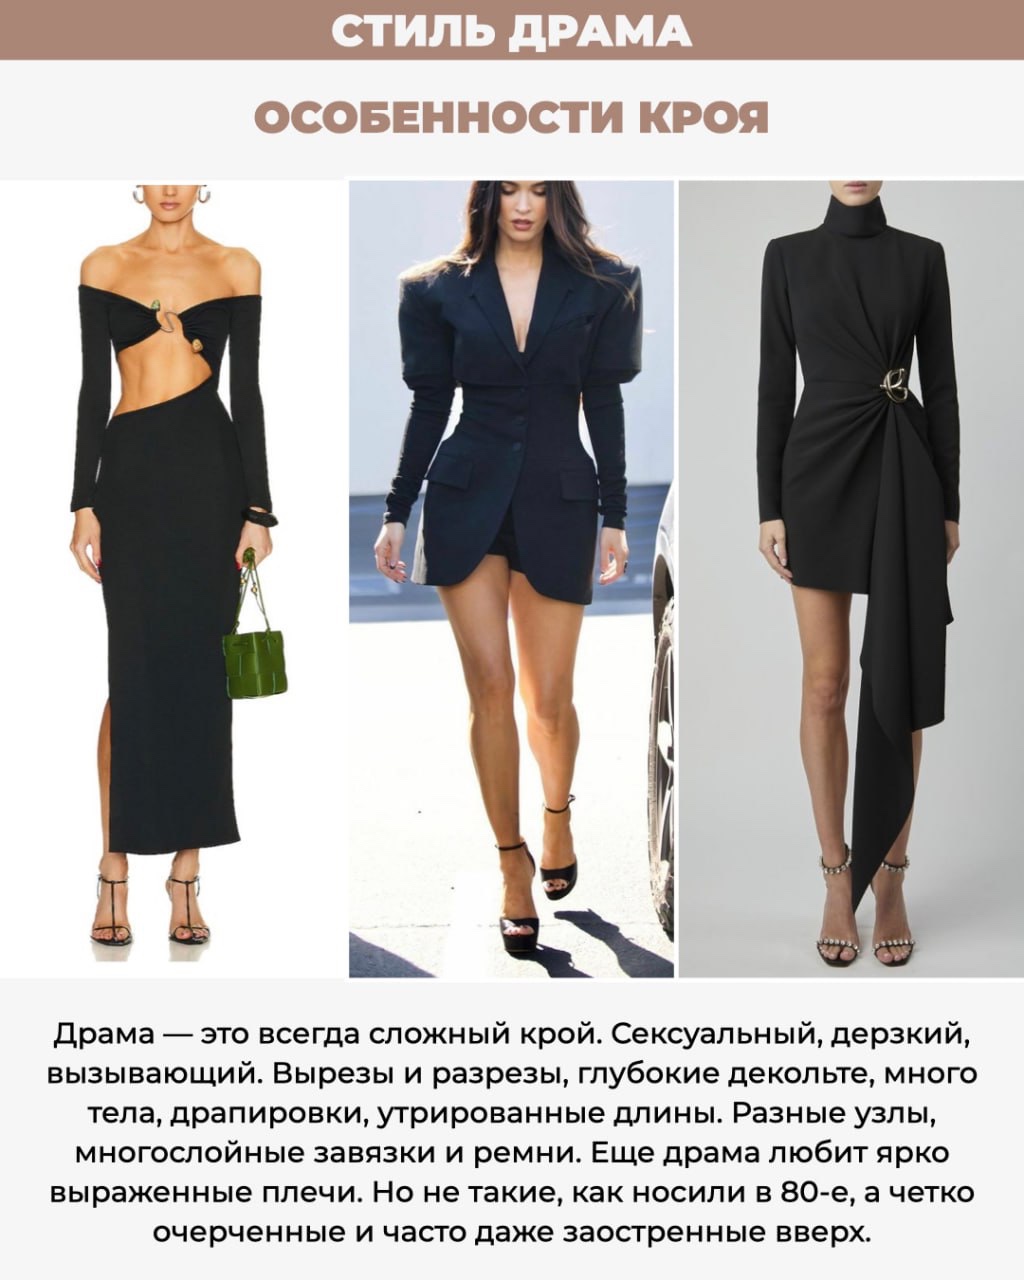 СТИЛЬ ДРАМА
ОСОБЕННОСТИ КРОЯ
Драма — это всегда сложный крой. Сексуальный, дерзкий,
вызывающий. Вырезы и разрезы, глубокие декольте, много
тела, драпировки, утрированные длины. Разные узлы,
многослойные завязки и ремни. Еще драма любит ярко
выраженные плечи. Но не такие, как носили в 80-е, а четко
очерченные и часто даже заостренные вверх.